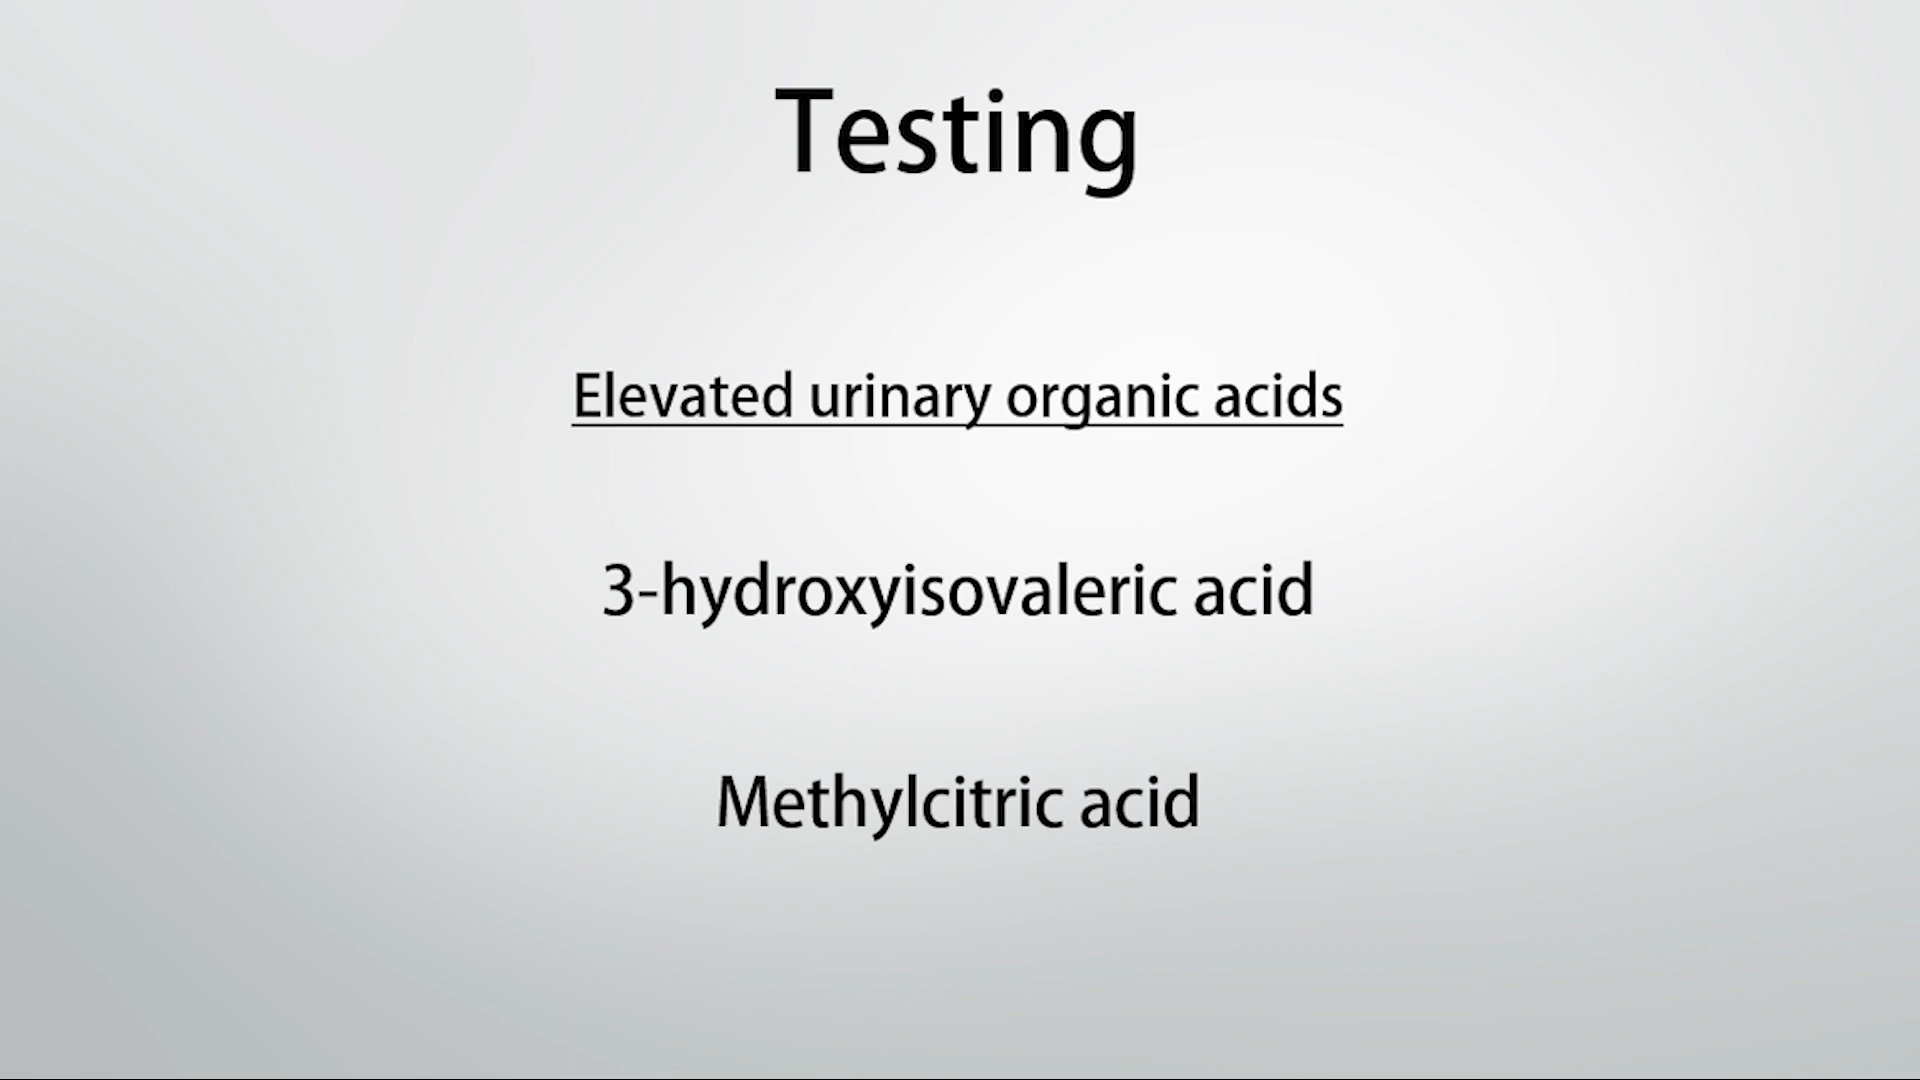 Testing
Elevated urinary organic acids
3-hydroxyisovaleric acid
Methylcitric acid